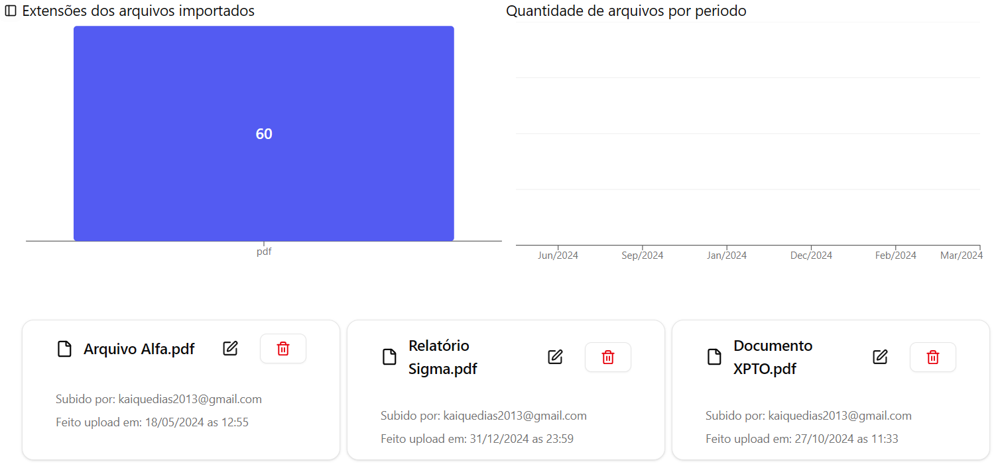 Extensões dos arquivos importados
60
pdf
Quantidade de arquivos por periodo
Jun/2024 Sep/2024 Jan/2024 Dec/2024 Feb/2024 Mar/2024
Arquivo Alfa.pdf
Subido por: kaiquedias2013@gmail.com
Feito upload em: 18/05/2024 as 12:55
Relatório
Sigma.pdf
Subido por: kaiquedias2013@gmail.com
Feito upload em: 31/12/2024 as 23:59
Documento
XPTO.pdf
Subido por: kaiquedias2013@gmail.com
Feito upload em: 27/10/2024 as 11:33